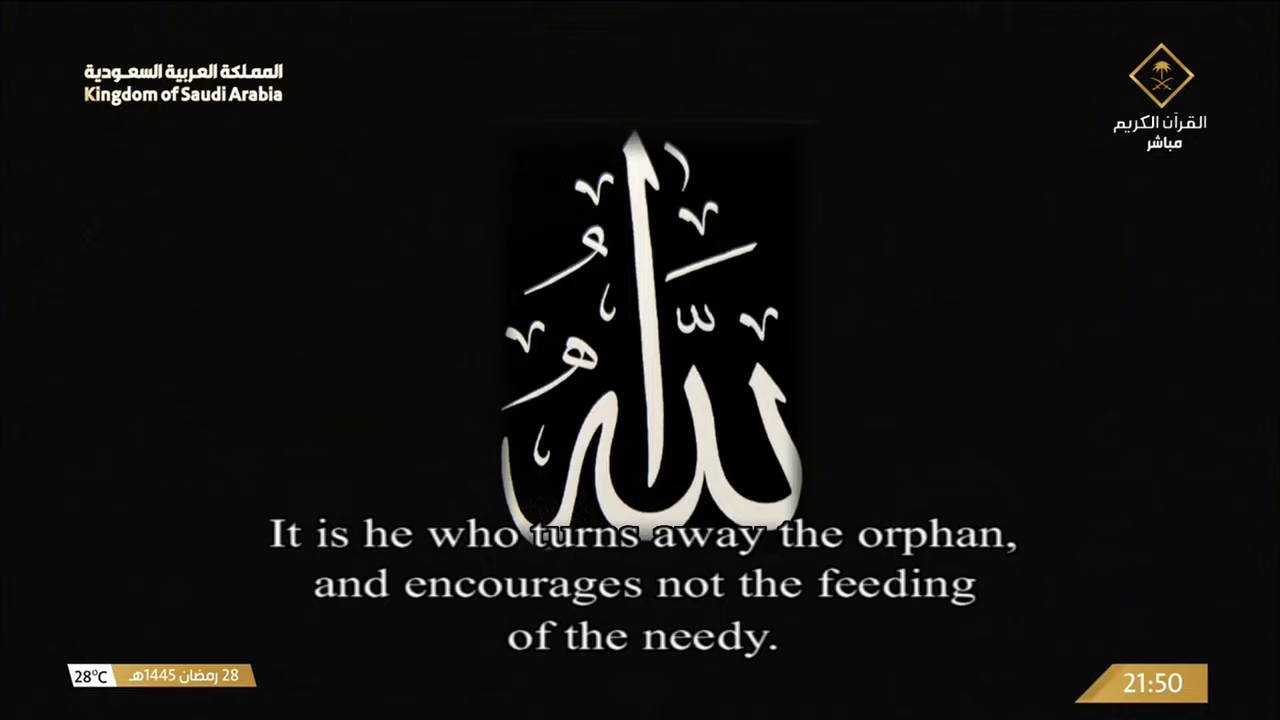 المملكة العربية السعودية
Kingdom of Saudi Arabia
القرآن الكريم
مباشر
الله
It is he who turns away the orphan,
and encourages not the feeding
of the needy.
28°C
28 رمضان 1445هـ
21:50